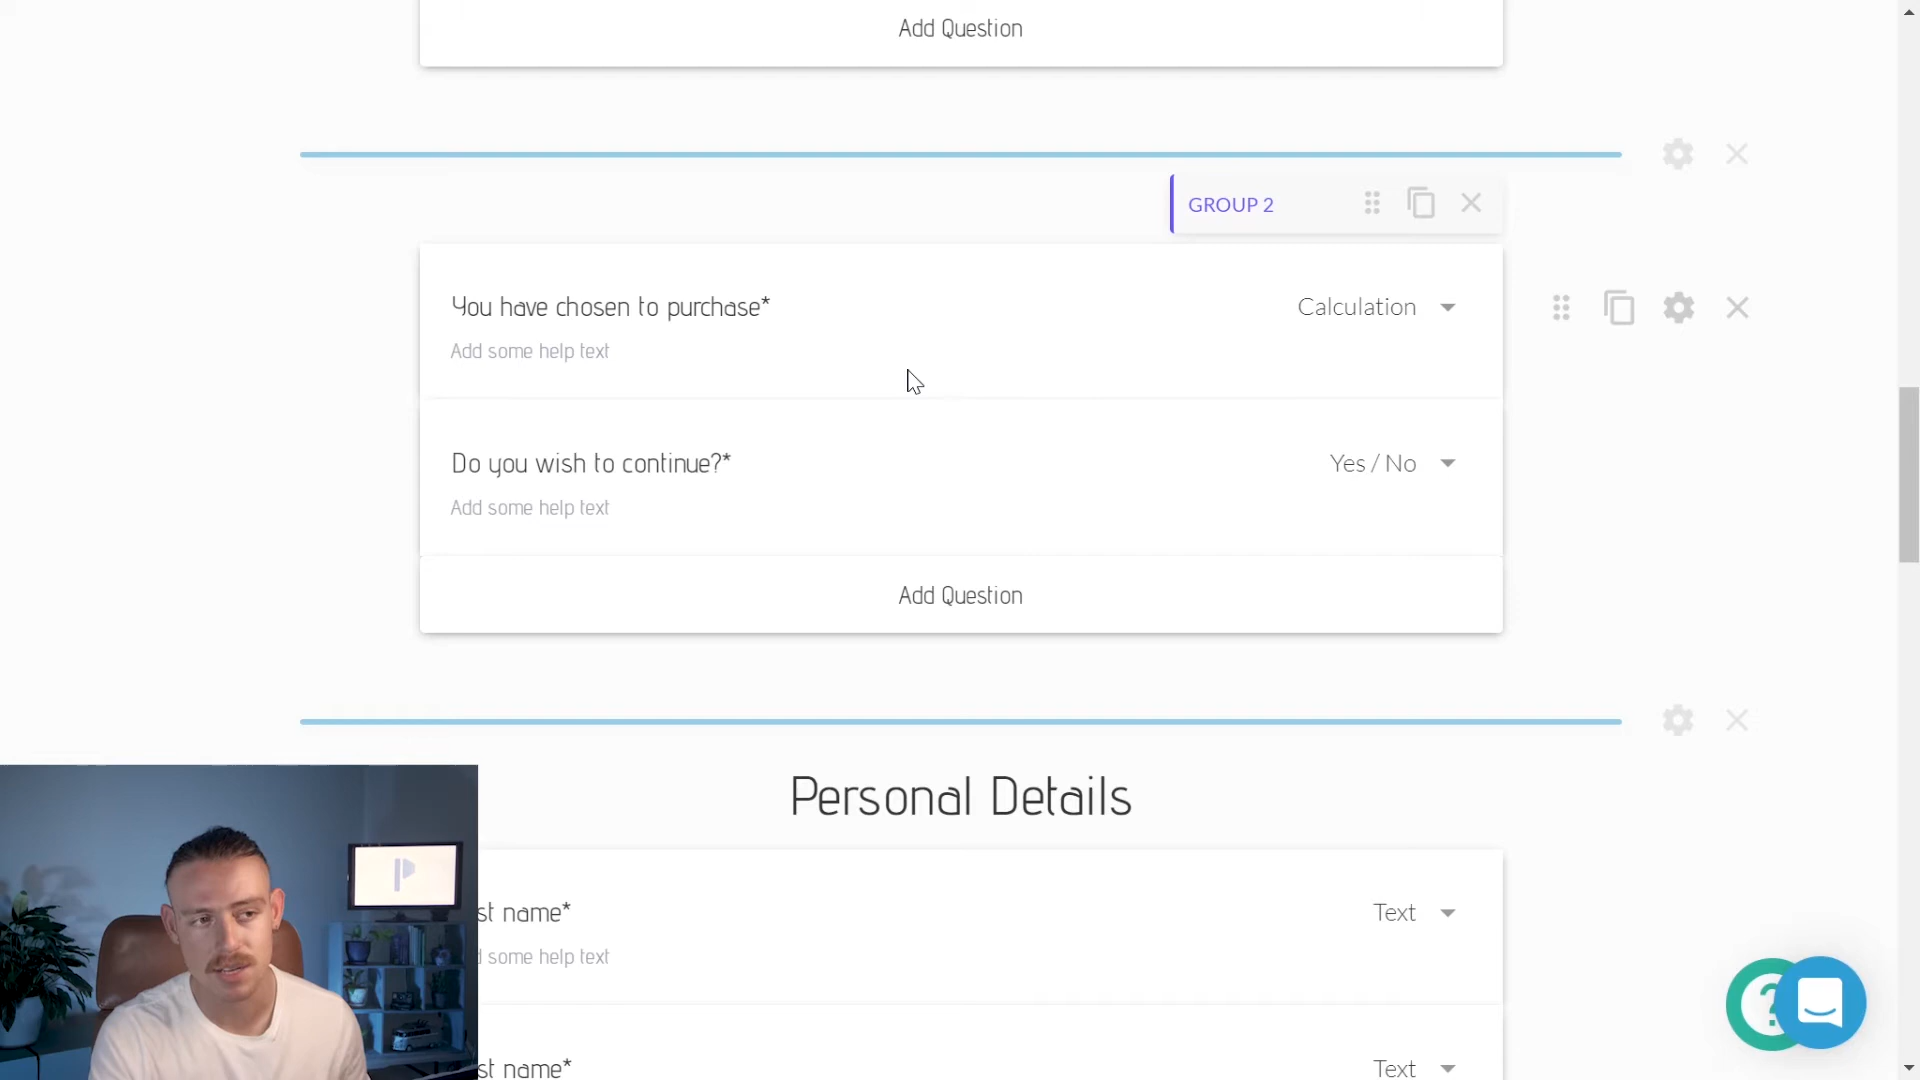 Add Question
GROUP 2
You have chosen to purchase*
Calculation
Add some help text
Do you wish to continue?*
Yes / No
Add some help text
Add Question
Personal Details
st name*
Text
some help text
st name*
Text
?
P